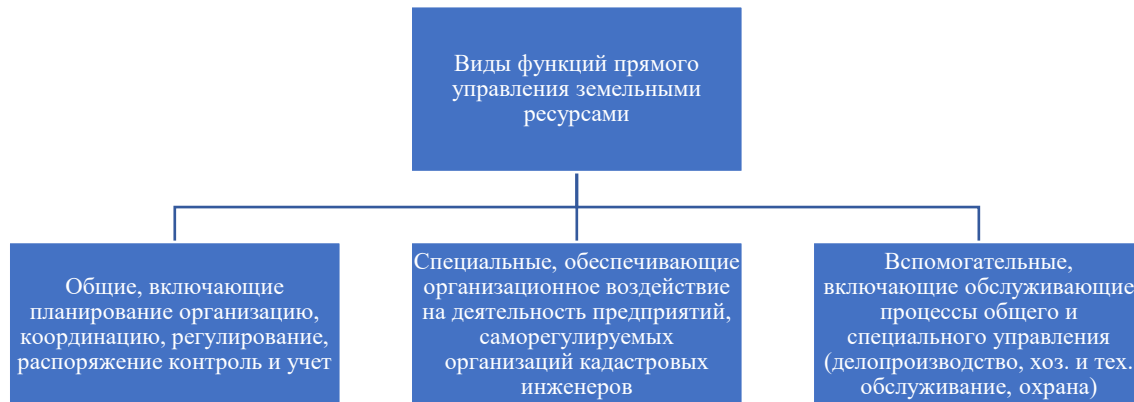 Виды функций прямого
управления земельными
ресурсами
Общие, включающие
планирование организацию,
координацию, регулирование,
распоряжение контроль и учет
Специальные, обеспечивающие
организационное воздействие
на деятельность предприятий,
саморегулируемых
организаций кадастровых
инженеров
Вспомогательные,
включающие обслуживающие
процессы общего и
специального управления
(делопроизводство, хоз. и тех.
обслуживание, охрана)